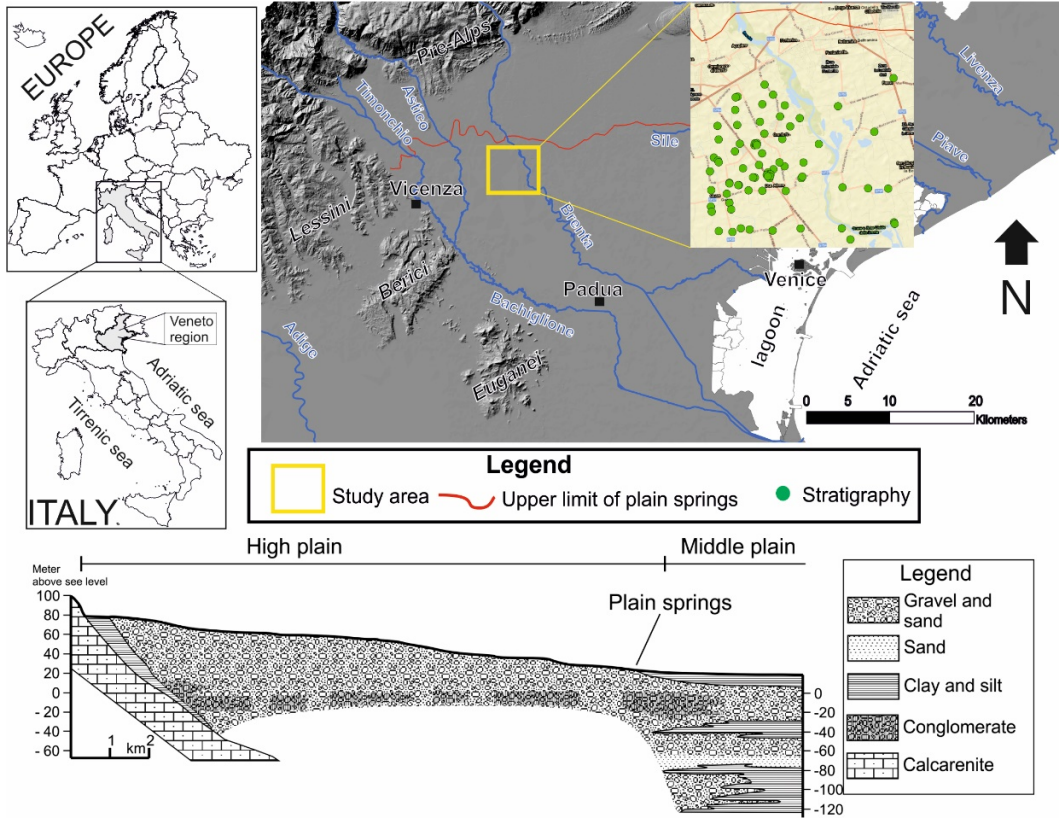 EUROPE
Veneto
region
Adriatic sea
Tirrenic sea
ITALY
Pre-Alps
Timonchio
Astico
Livenza
Piave
Sile
Vicenza
Lessini
Brenta
Berici
Padua
Venice
Bachiglione
Adige
Euganei
lagoon
Adriatic sea
N
0 5 10 20
Kilometers
Legend
Study area
Upper limit of plain springs
Stratigraphy
High plain
Middle plain
Meter
above see level
Plain springs
100
80
60
40
20
0
- 20
- 40
- 60
1 2
km
0
-20
-40
-60
-80
-100
-120
Legend
Gravel and
sand
Sand
Clay and silt
Conglomerate
Calcarenite